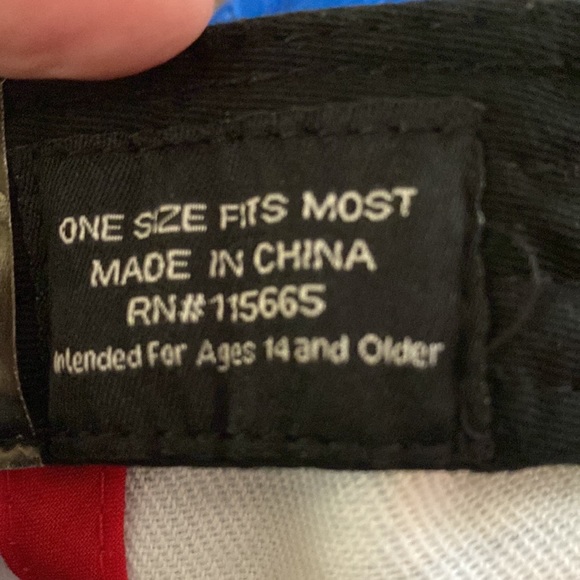 ONE SIZE FITS MOST
MADE IN CHINA
RN#115665
Intended For Ages 14 and Older